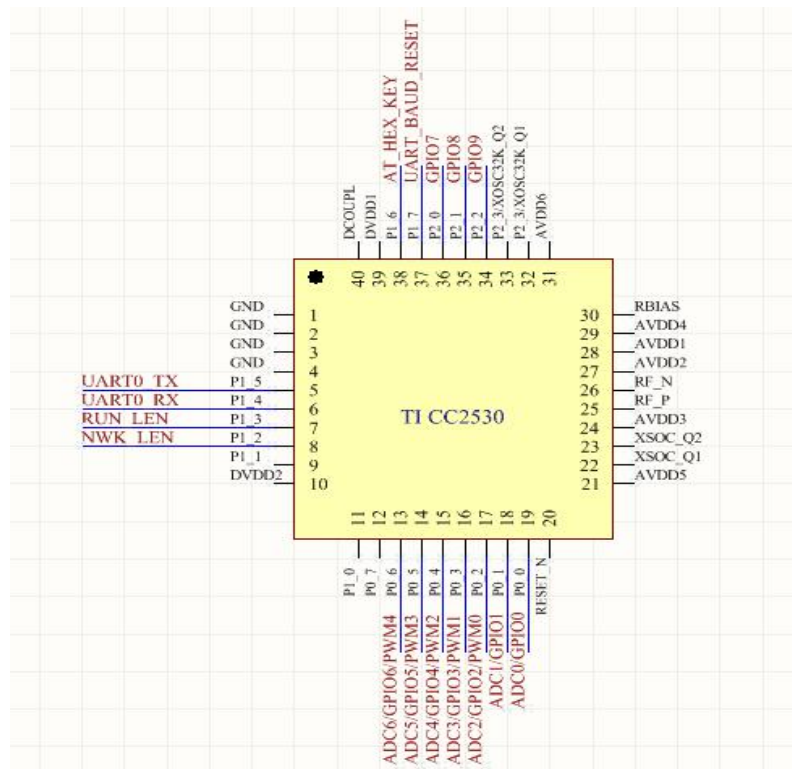 AT_HEX_KEY
UART_BAUD_RESET
GPIO7
GPIO8
GPIO9
DCOUPL
DVDD1
P1_6
P1_7
P2_0
P2_1
P2_2
P2_3/XOSC32K_Q2
P2_3/XOSC32K_Q1
AVDD6
40
39
38
37
36
35
34
33
32
31
GND 1
GND 2
GND 3
GND 4
UART0_TX P1_5 5
UART0_RX P1_4 6
RUN_LEN P1_3 7
NWK_LEN P1_2 8
P1_1 9
DVDD2 10
TI CC2530
30 RBIAS
29 AVDD4
28 AVDD1
27 AVDD2
26 RF_N
25 RF_P
24 AVDD3
23 XSOC_Q2
22 XSOC_Q1
21 AVDD5
11
12
13
14
15
16
17
18
19
20
P1_0
P0_7
P0_6
P0_5
P0_4
P0_3
P0_2
P0_1
P0_0
RESET_N
ADC6/GPIO6/PWM4
ADC5/GPIO5/PWM3
ADC4/GPIO4/PWM2
ADC3/GPIO3/PWM1
ADC2/GPIO2/PWM0
ADC1/GPIO1
ADC0/GPIO0